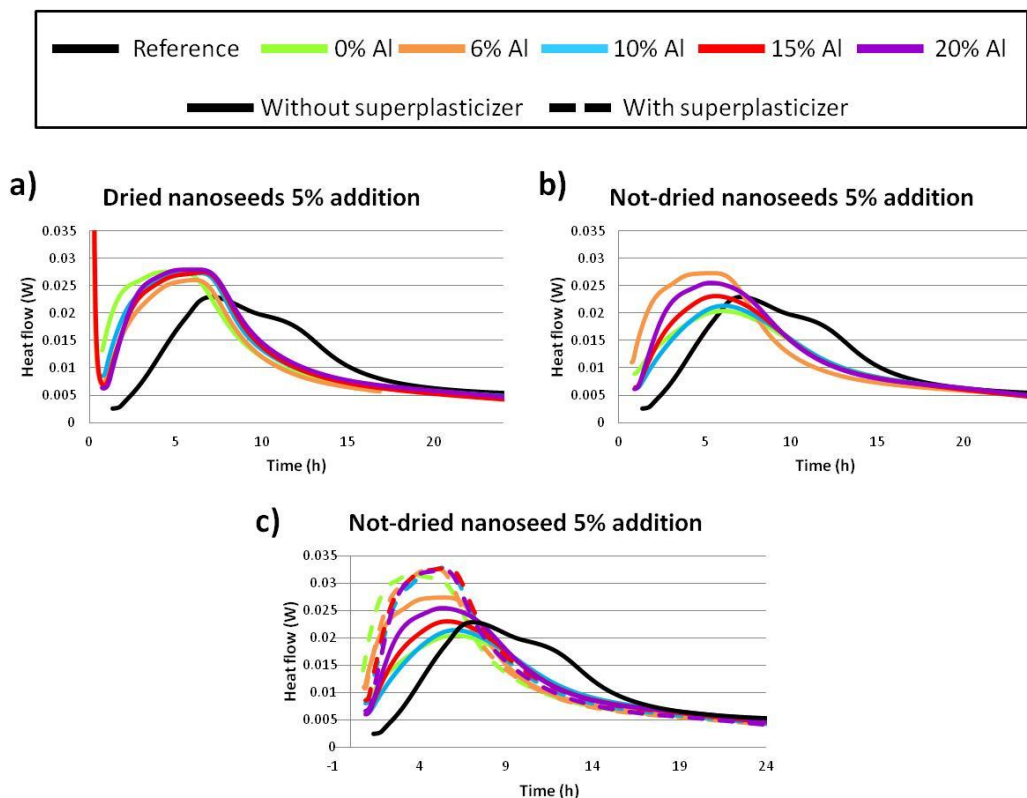 Reference 0% Al 6% Al 10% Al 15% Al 20% Al
Without superplasticizer With superplasticizer
a)
Dried nanoseeds 5% addition
0.035
0.03
0.025
0.02
0.015
0.01
0.005
0
Heat flow (W)
0 5 10 15 20
Time (h)
b)
Not-dried nanoseeds 5% addition
0.035
0.03
0.025
0.02
0.015
0.01
0.005
0
Heat flow (W)
0 5 10 15 20
Time (h)
c)
Not-dried nanoseed 5% addition
0.035
0.03
0.025
0.02
0.015
0.01
0.005
0
Heat flow (W)
-1 4 9 14 19 24
Time (h)